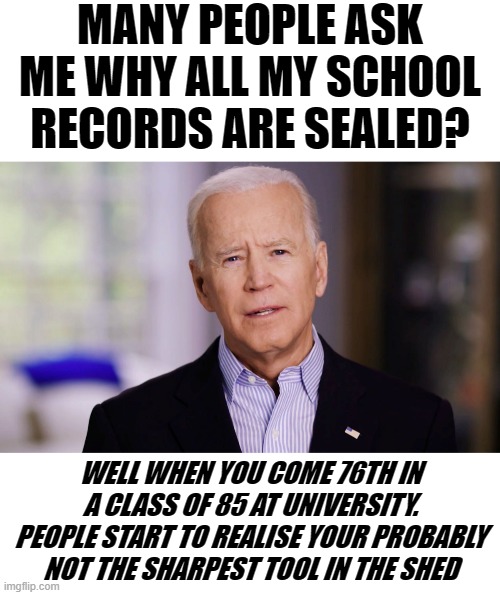 MANY PEOPLE ASK
ME WHY ALL MY SCHOOL
RECORDS ARE SEALED?
WELL WHEN YOU COME 76TH IN
A CLASS OF 85 AT UNIVERSITY.
PEOPLE START TO REALISE YOUR PROBABLY
NOT THE SHARPEST TOOL IN THE SHED
imgflip.com